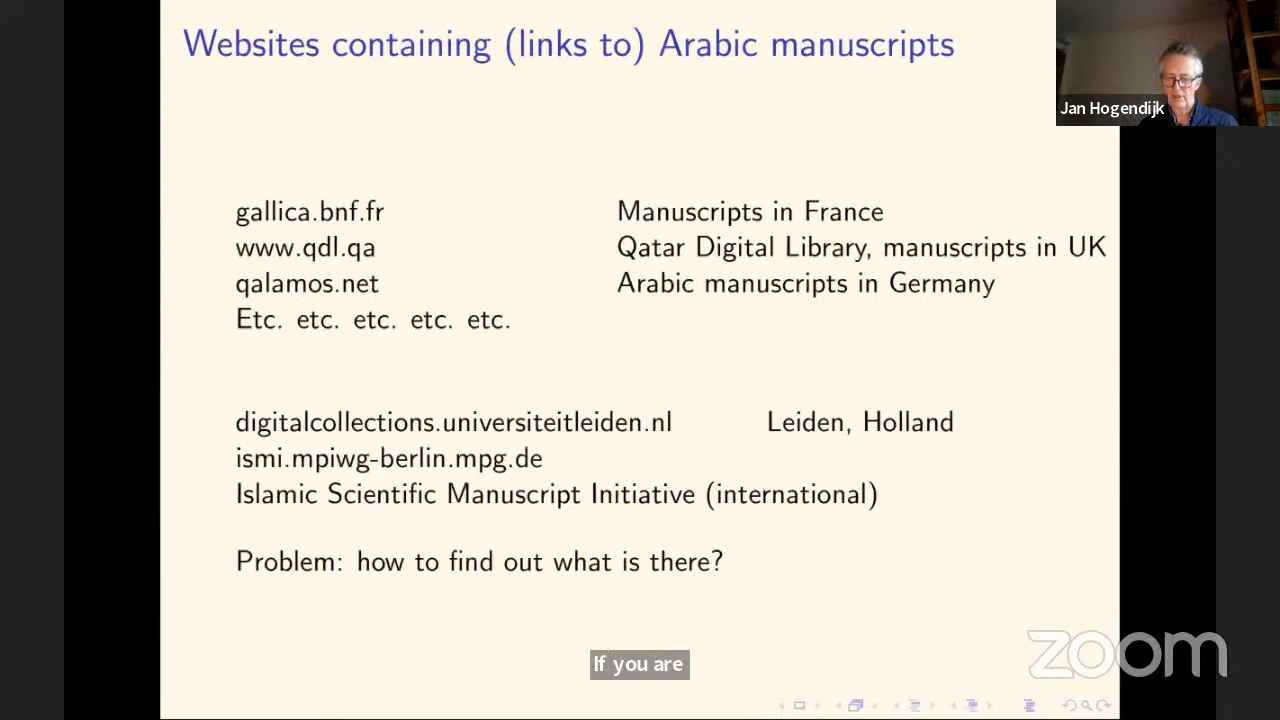 Websites containing (links to) Arabic manuscripts
Jan Hogendijk
gallica.bnf.fr Manuscripts in France
www.qdl.qa Qatar Digital Library, manuscripts in UK
qalamos.net Arabic manuscripts in Germany
Etc. etc. etc. etc. etc.
digitalcollections.universiteitleiden.nl Leiden, Holland
ismi.mpiwg-berlin.mpg.de
Islamic Scientific Manuscript Initiative (international)
Problem: how to find out what is there?
If you are
zoom